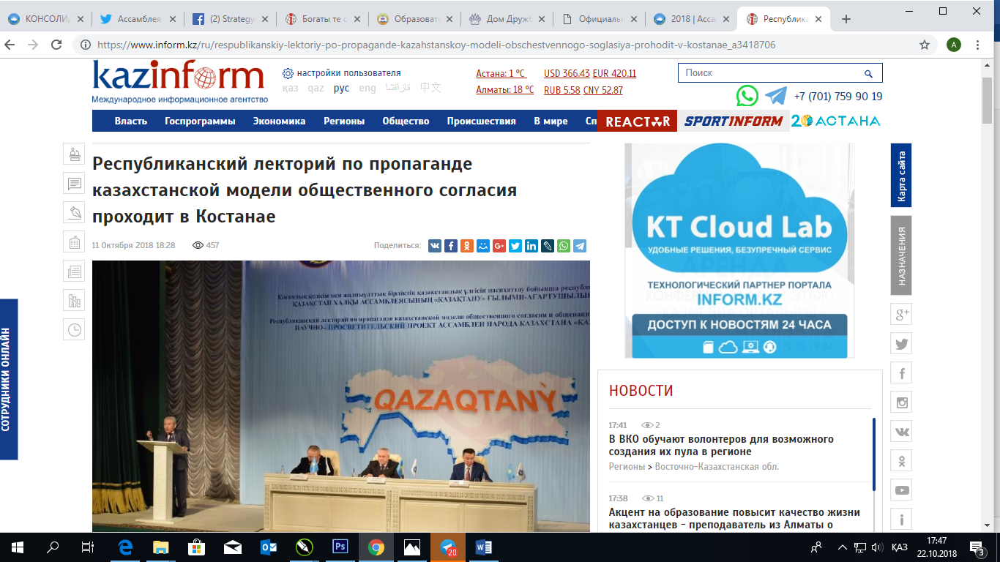 КОНСОЛИД
Ассамблея
(2) Strategy
Богаты те с
Образовате
Дом Друж
Официальн
2018 | Асса
Республика
https://www.inform.kz/ru/respublikanskiy-lektoriy-po-propagande-kazahstanskoy-modeli-obschestvennogo-soglasiya-prohodit-v-kostanae_a3418706
A
kazinform
Международное информационное агентство
настройки пользователя
қаз qaz рус eng قازاقشا 中文
Астана: 1 °C
Алматы: 18 °C
USD 366.43 EUR 420.11
RUB 5.58 CNY 52.87
Поиск
+7 (701) 759 90 19
Власть Госпрограммы Экономика Регионы Общество Происшествия В мире Сп
REACTOR
SPORTINFORM
20 АСТАНА
Республиканский лекторий по пропаганде
казахстанской модели общественного согласия
проходит в Костанае
11 Октября 2018 18:28 457
Поделиться:
Қоғамдық келісім мен жалпыұлттық бірліктің қазақстандық үлгісін насихаттау бойынша респу
ҚАЗАҚСТАН ХАЛҚЫ АССАМБЛЕЯСЫНЫҢ «ҚАЗАҚТАНУ» ҒЫЛЫМИ-АҒАРТУШЫЛЫ
Республиканский лекторий по пропаганде казахстанской модели общественного согласия и общенаци
НАУЧНО– ПРОСВЕТИТЕЛЬСКИЙ ПРОЕКТ АССАМБЛЕИ НАРОДА КАЗАХСТАНА «ҚА
QAZAQTANÝ
KT Cloud Lab
УДОБНЫЕ РЕШЕНИЯ, БЕЗУПРЕЧНЫЙ СЕРВИС
ТЕХНОЛОГИЧЕСКИЙ ПАРТНЕР ПОРТАЛА
INFORM.KZ
ДОСТУП К НОВОСТЯМ 24 ЧАСА
НОВОСТИ
17:41 2
В ВКО обучают волонтеров для возможного
создания их пула в регионе
Регионы > Восточно-Казахстанская обл.
17:38 11
Акцент на образование повысит качество жизни
казахстанцев - преподаватель из Алматы о
Карта сайта
НАЗНАЧЕНИЯ
СОТРУДНИКИ ОНЛАЙН
20
ҚАЗ
17:47
22.10.2018
3